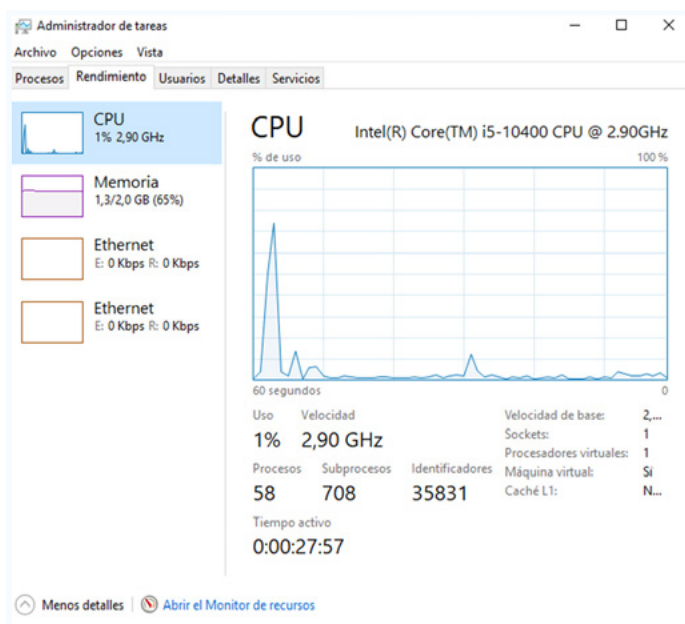 Administrador de tareas
Archivo Opciones Vista
Procesos Rendimiento Usuarios Detalles Servicios
CPU
1% 2,90 GHz
Memoria
1,3/2,0 GB (65%)
Ethernet
E: 0 Kbps R: 0 Kbps
Ethernet
E: 0 Kbps R: 0 Kbps
CPU Intel(R) Core(TM) i5-10400 CPU @ 2.90GHz
% de uso 100 %
60 segundos 0
Uso Velocidad
1% 2,90 GHz
Procesos Subprocesos Identificadores
58 708 35831
Tiempo activo
0:00:27:57
Velocidad de base: 2,...
Sockets: 1
Procesadores virtuales: 1
Máquina virtual: Sí
Caché L1: N...
Menos detalles Abrir el Monitor de recursos